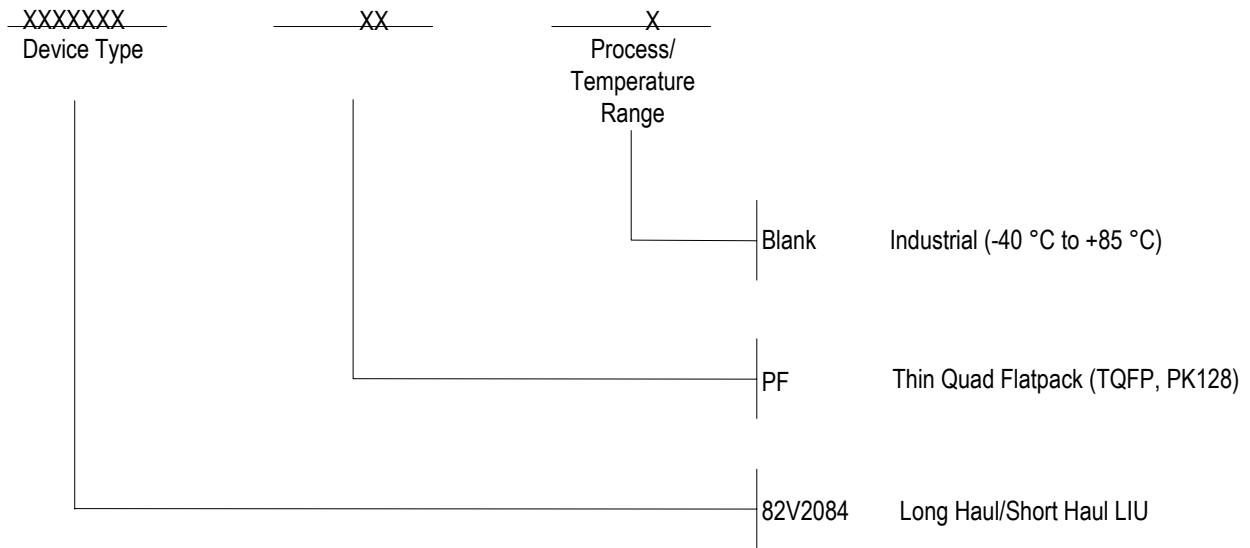 XXXXXXX XX X
Device Type Process/
Temperature
Range
Blank Industrial (-40 °C to +85 °C)
PF Thin Quad Flatpack (TQFP, PK128)
82V2084 Long Haul/Short Haul LIU